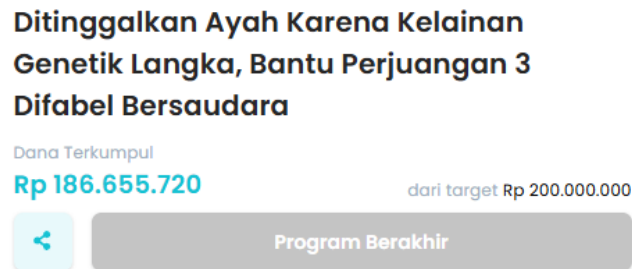 Ditinggalkan Ayah Karena Kelainan
Genetik Langka, Bantu Perjuangan 3
Difabel Bersaudara
Dana Terkumpul
Rp 186.655.720
dari target Rp 200.000.000
Program Berakhir